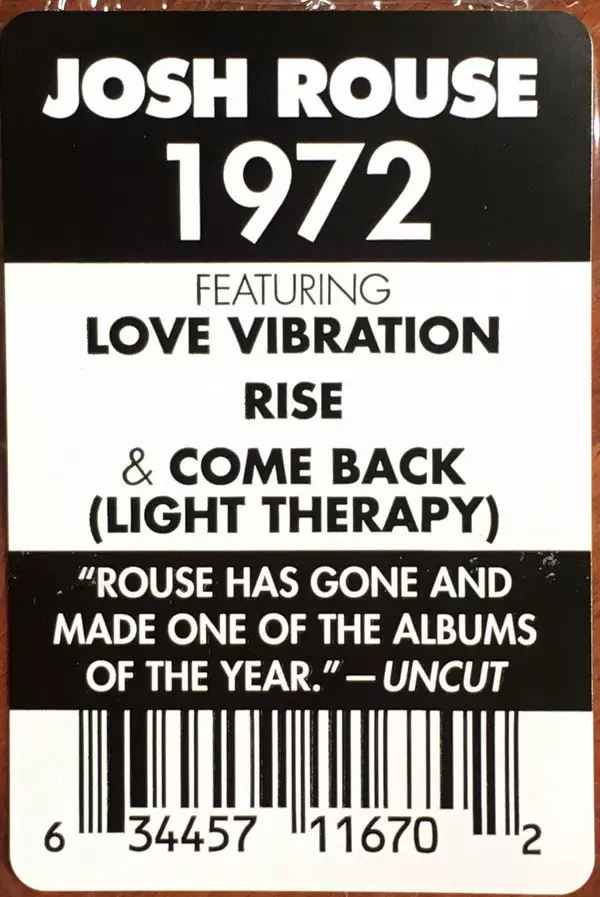 JOSH ROUSE
1972
FEATURING
LOVE VIBRATION
RISE
& COME BACK
(LIGHT THERAPY)
“ROUSE HAS GONE AND
MADE ONE OF THE ALBUMS
OF THE YEAR.”—UNCUT
6 34457 11670 2